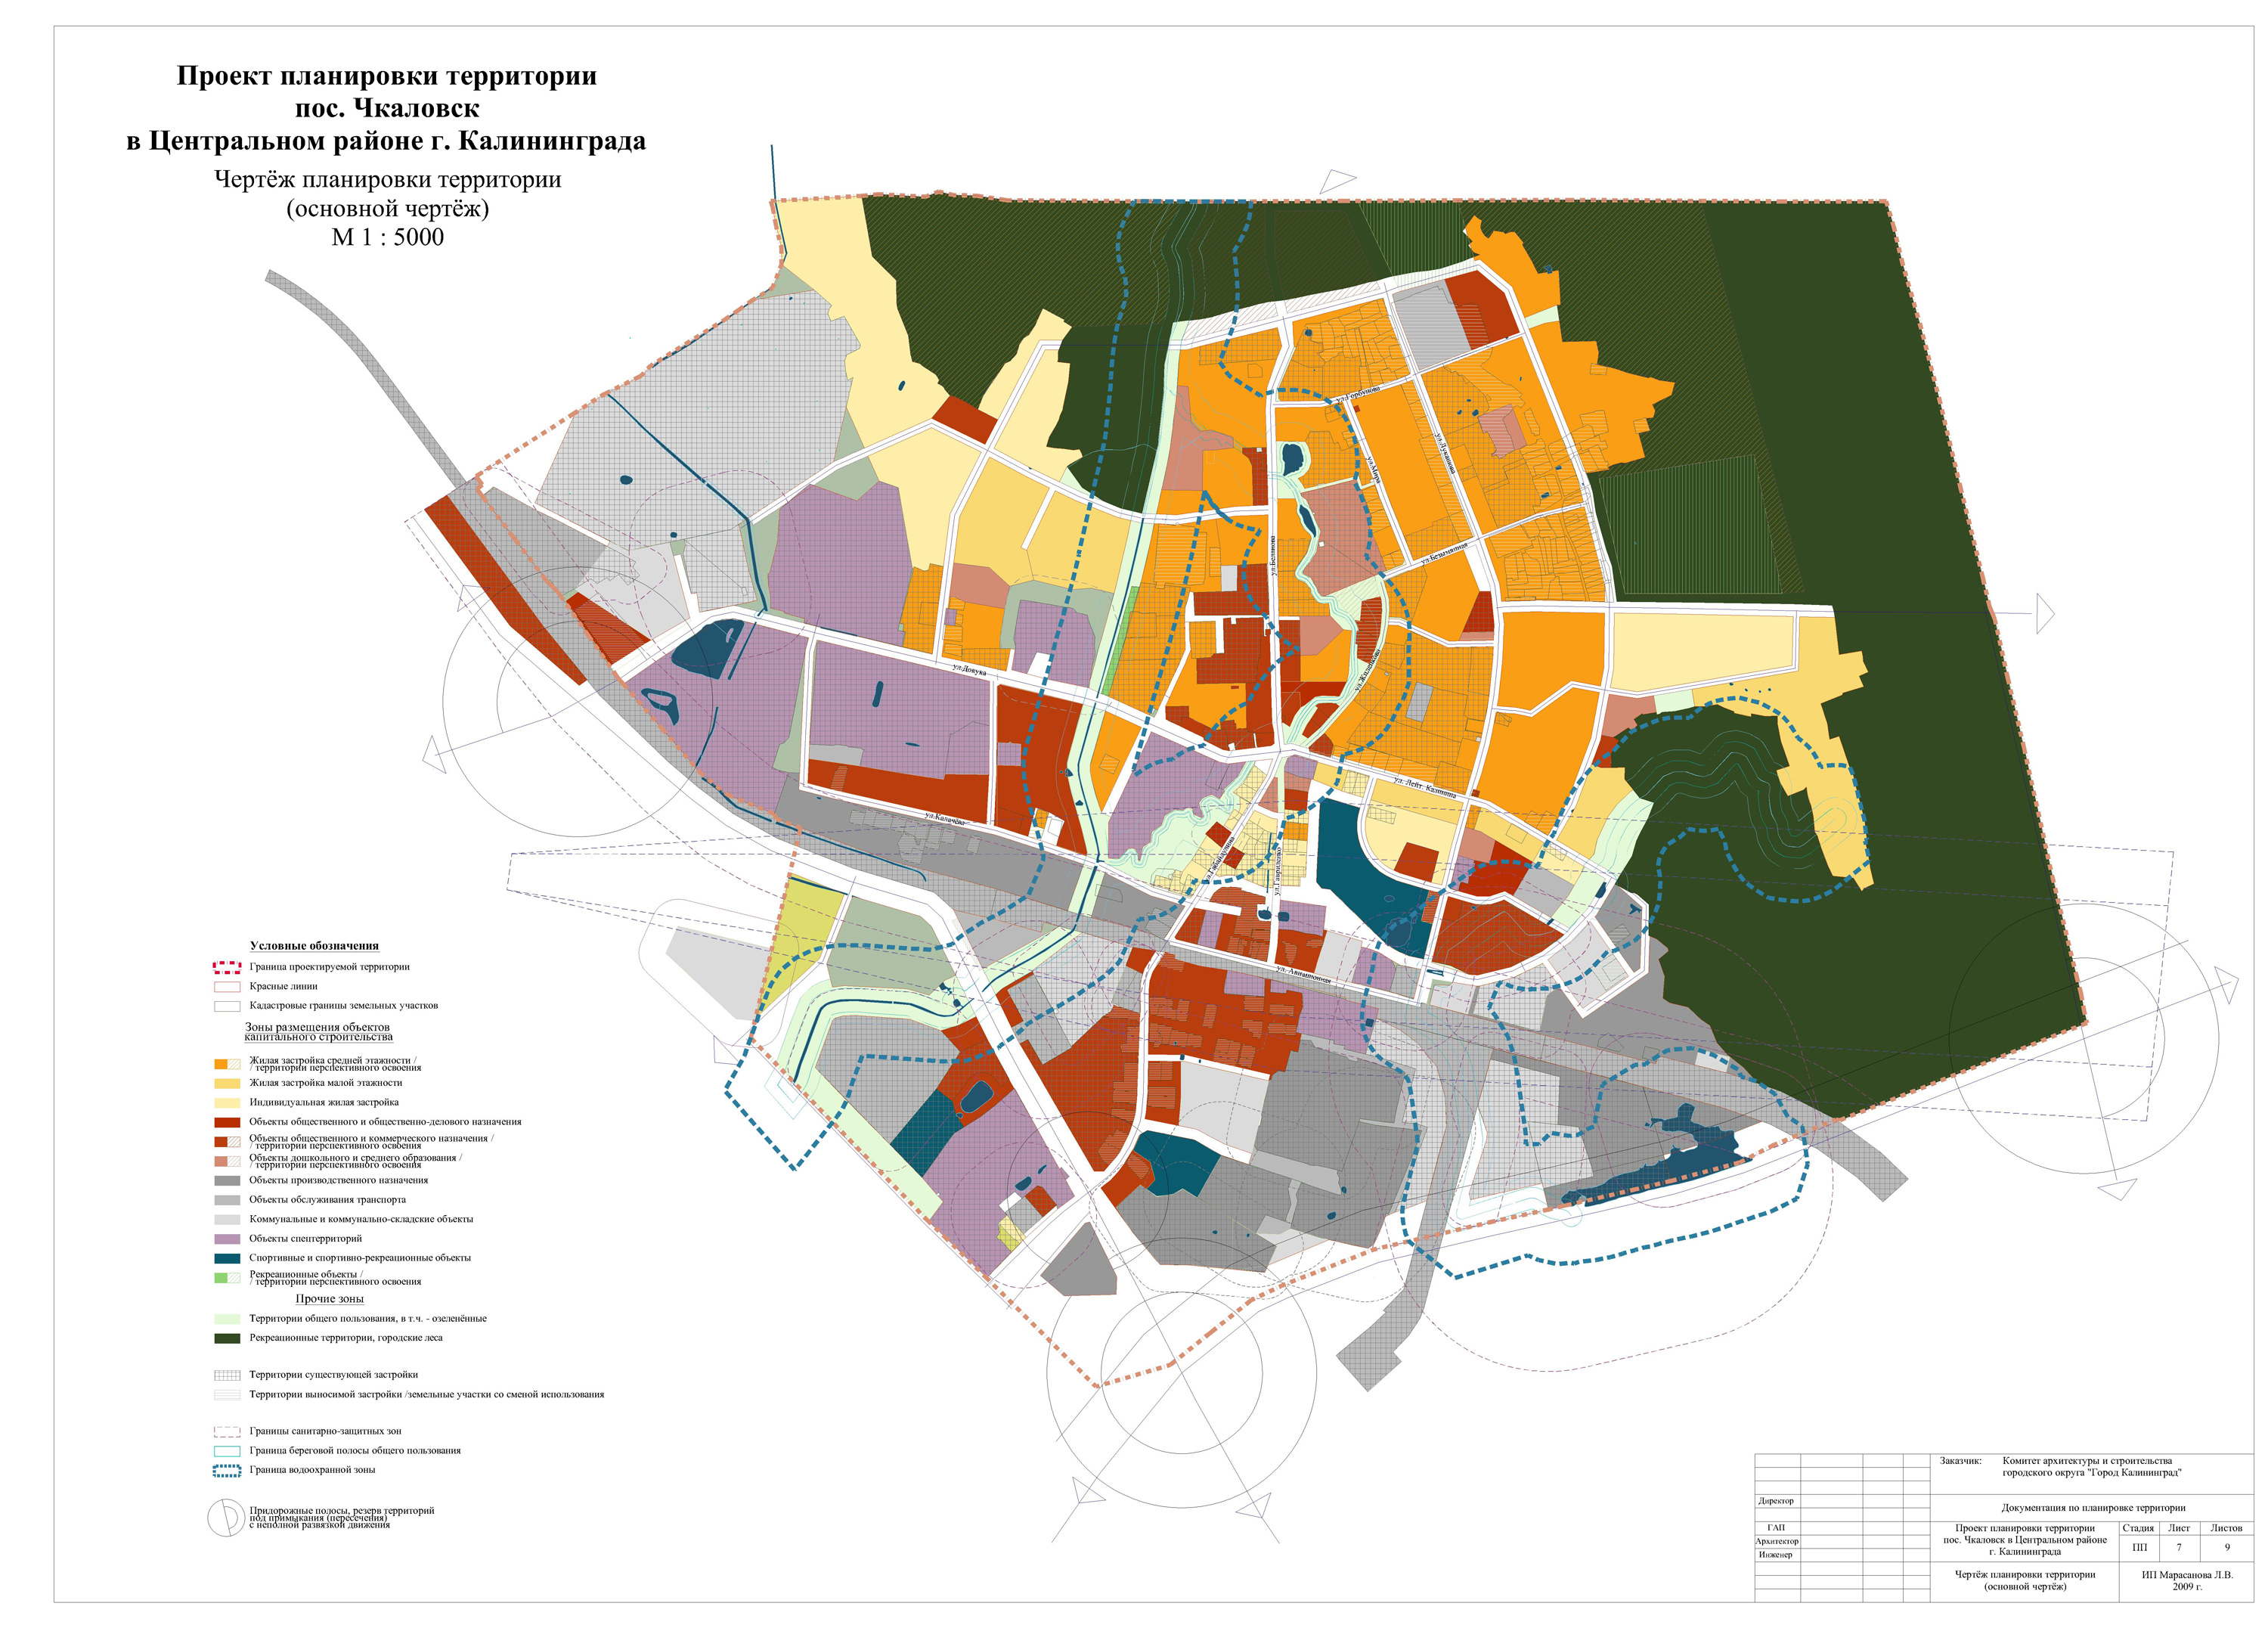 Проект планировки территории
пос. Чкаловск
в Центральном районе г. Калининграда
Чертёж планировки территории
(основной чертёж)
М 1 : 5000
ул.Горбунова
ул.Лукашова
ул.Мира
ул.Беланова
ул.Безымянная
ул.Жиленкова
ул.Докука
ул. Лейт. Калинина
ул.Калачёва
ул.Габайдулина
ул.Гавриленко
ул. Авиационная
Условные обозначения
Граница проектируемой территории
Красные линии
Кадастровые границы земельных участков
Зоны размещения объектов
капитального строительства
Жилая застройка средней этажности /
/ территории перспективного освоения
Жилая застройка малой этажности
Индивидуальная жилая застройка
Объекты общественного и общественно-делового назначения
Объекты общественного и коммерческого назначения /
/ территории перспективного освоения
Объекты дошкольного и среднего образования /
/ территории перспективного освоения
Объекты производственного назначения
Объекты обслуживания транспорта
Коммунальные и коммунально-складские объекты
Объекты спецтерриторий
Спортивные и спортивно-рекреационные объекты
Рекреационные объекты /
/ территории перспективного освоения
Прочие зоны
Территории общего пользования, в т.ч. - озеленённые
Рекреационные территории, городские леса
Территории существующей застройки
Территории выносимой застройки /земельные участки со сменой использования
Границы санитарно-защитных зон
Граница береговой полосы общего пользования
Граница водоохранной зоны
Придорожные полосы, резерв территорий
под примыкания (пересечения)
с неполной развязкой движения
Заказчик: Комитет архитектуры и строительства
городского округа "Город Калининград"
Директор
Документация по планировке территории
ГАП
Архитектор
Инженер
Проект планировки территории
пос. Чкаловск в Центральном районе
г. Калининграда
Стадия Лист Листов
ПП 7 9
Чертёж планировки территории
(основной чертёж)
ИП Марасанова Л.В.
2009 г.